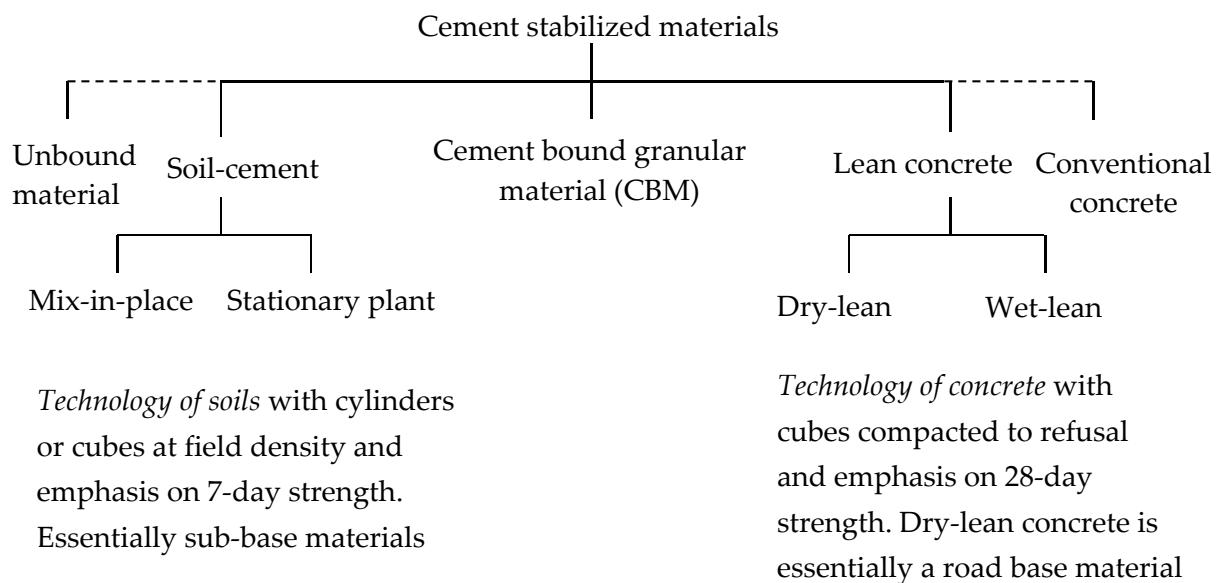 Cement stabilized materials
Unbound
material
Soil-cement
Cement bound granular
material (CBM)
Lean concrete
Conventional
concrete
Mix-in-place
Stationary plant
Dry-lean
Wet-lean
Technology of soils with cylinders
or cubes at field density and
emphasis on 7-day strength.
Essentially sub-base materials
Technology of concrete with
cubes compacted to refusal
and emphasis on 28-day
strength. Dry-lean concrete is
essentially a road base material